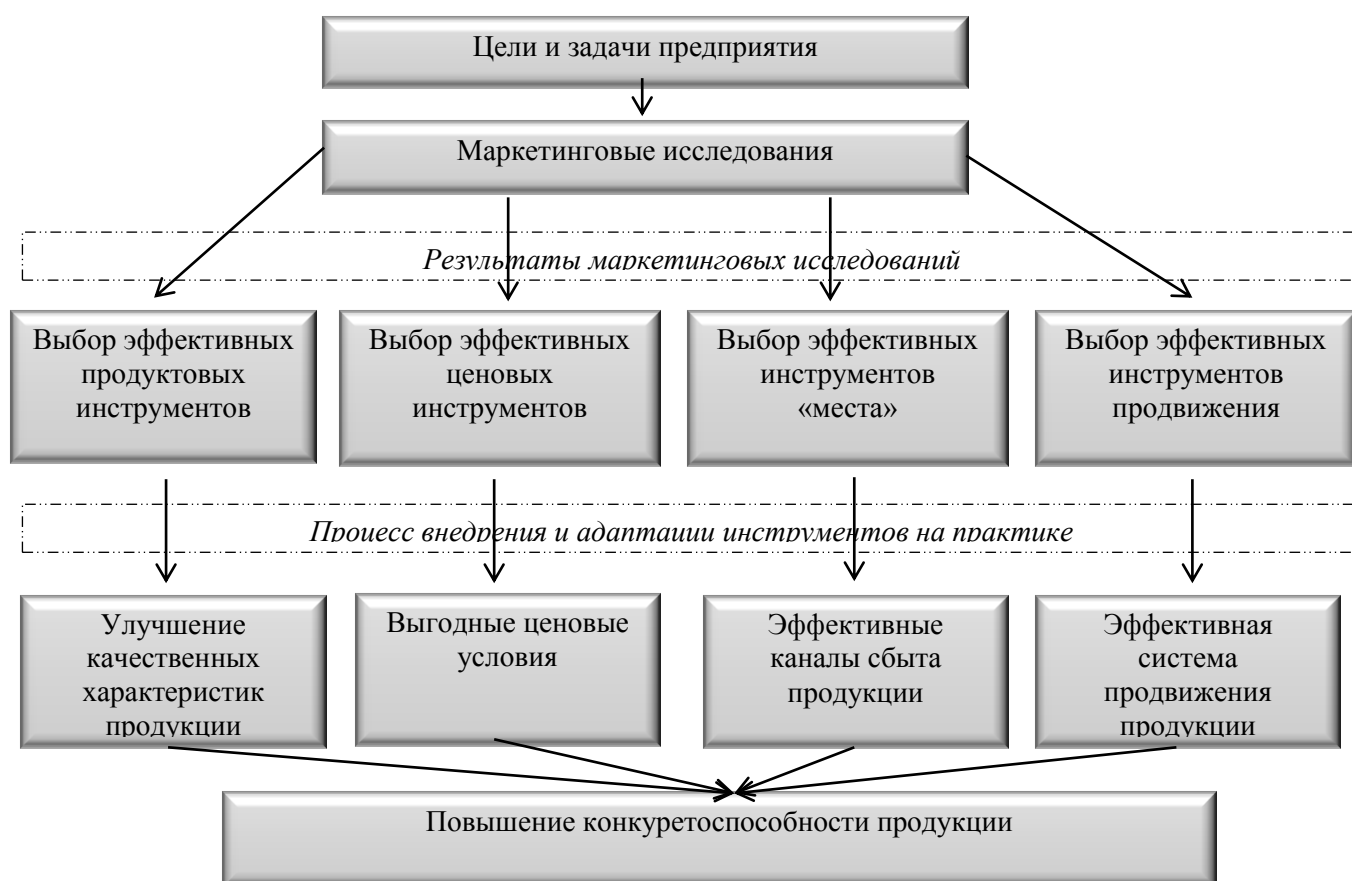 Цели и задачи предприятия
Маркетинговые исследования
Результаты маркетинговых исследований
Выбор эффективных
продуктовых
инструментов
Выбор эффективных
ценовых
инструментов
Выбор эффективных
инструментов
«места»
Выбор эффективных
инструментов
продвижения
Процесс внедрения и адаптации инструментов на практике
Улучшение
качественных
характеристик
продукции
Выгодные ценовые
условия
Эффективные
каналы сбыта
продукции
Эффективная
система
продвижения
продукции
Повышение конкуретоспособности продукции